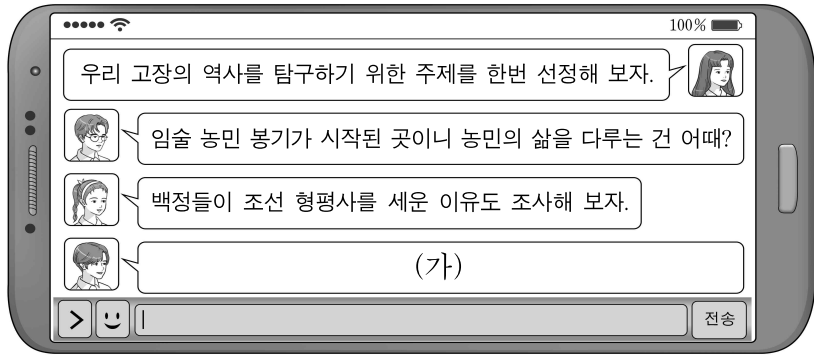 100%
우리 고장의 역사를 탐구하기 위한 주제를 한번 선정해 보자.
임술 농민 봉기가 시작된 곳이니 농민의 삶을 다루는 건 어때?
백정들이 조선 형평사를 세운 이유도 조사해 보자.
(가)
전송